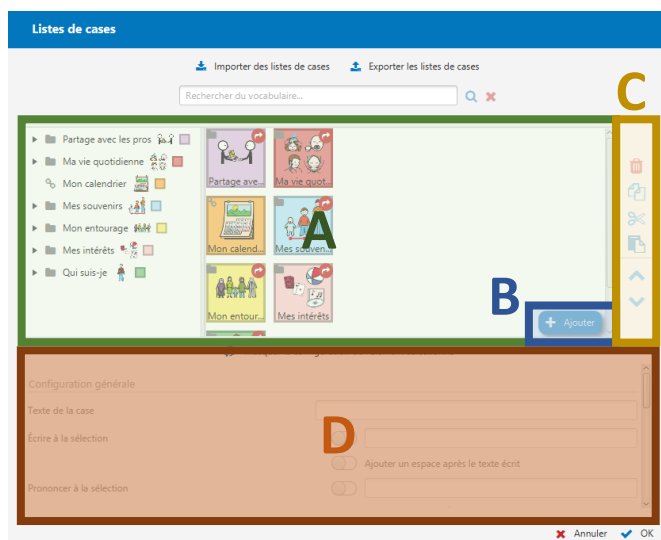 Listes de cases
Importer des listes de cases Exporter les listes de cases
Rechercher du vocabulaire...
C
Partage avec les pros
Ma vie quotidienne
Mon calendrier
Mes souvenirs
Mon entourage
Mes intérêts
Qui suis-je
Partage ave... Ma vie quot...
A
Mon calend... Mes souven...
Mon entour... Mes intérêts
B
+ Ajouter
Configuration générale
Texte de la case
Écrire à la sélection
D
Ajouter un espace après le texte écrit
Prononcer à la sélection
Annuler OK